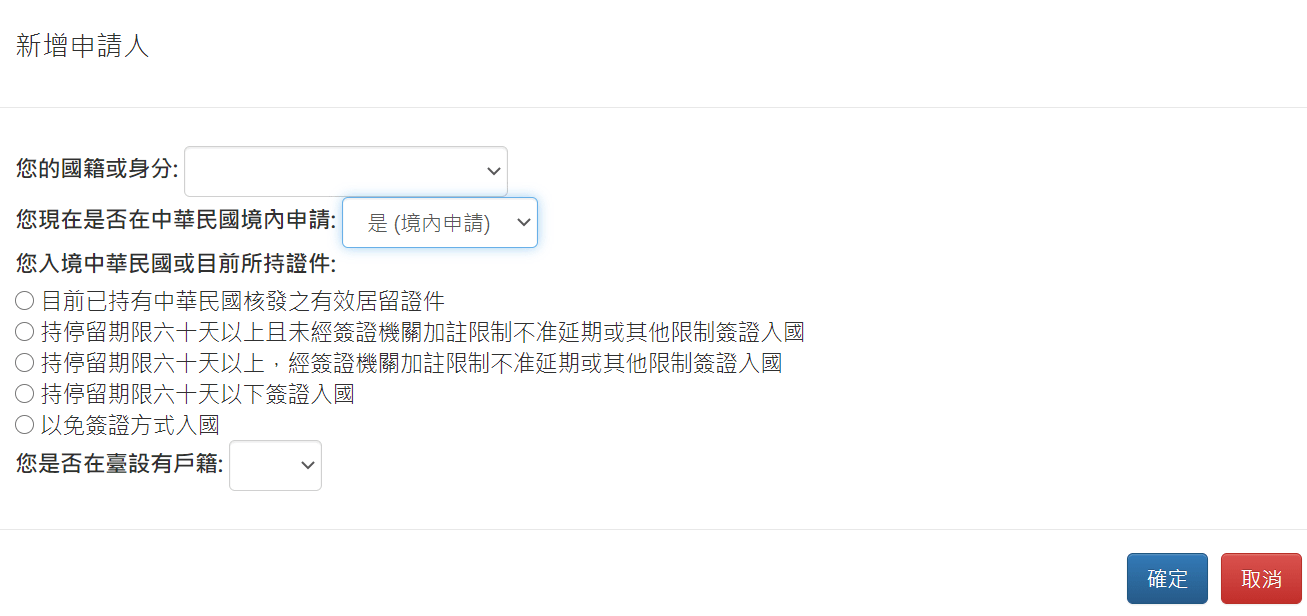 新增申請人
您的國籍或身分:
您現在是否在中華民國境內申請: 是 (境內申請)
您入境中華民國或目前所持證件:
目前已持有中華民國核發之有效居留證件
持停留期限六十天以上且未經簽證機關加註限制不准延期或其他限制簽證入國
持停留期限六十天以上，經簽證機關加註限制不准延期或其他限制簽證入國
持停留期限六十天以下簽證入國
以免簽證方式入國
您是否在臺設有戶籍:
確定 取消